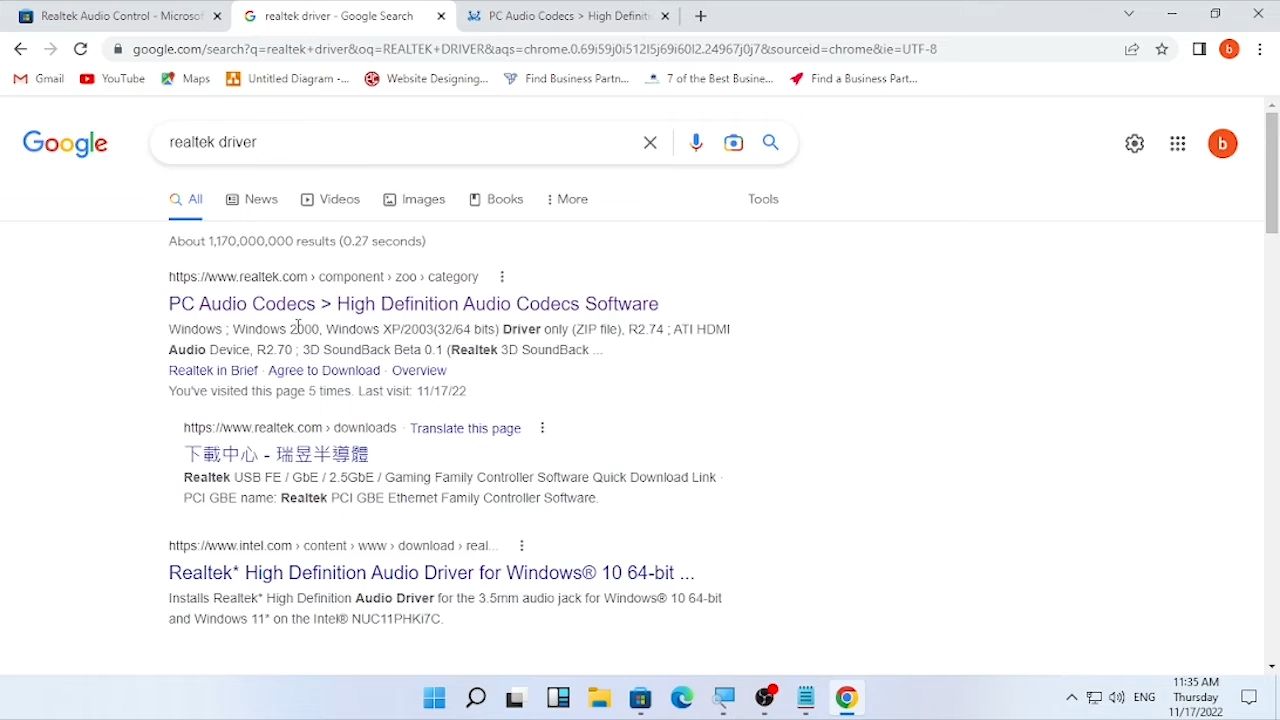 Realtek Audio Control - Microsof
realtek driver - Google Search
PC Audio Codecs > High Definiti
google.com/search?q=realtek+driver&oq=REALTEK+DRIVER&aqs=chrome.0.69i59j0i512l5j69i60l2.24967j0j7&sourceid=chrome&ie=UTF-8
b
Gmail
YouTube
Maps
Untitled Diagram -...
Website Designing...
Find Business Partn...
7 of the Best Busine...
Find a Business Part...
Google
realtek driver
b
All
News
Videos
Images
Books
More
Tools
About 1,170,000,000 results (0.27 seconds)
https://www.realtek.com › component › zoo › category
PC Audio Codecs > High Definition Audio Codecs Software
Windows ; Windows 2000, Windows XP/2003(32/64 bits) Driver only (ZIP file), R2.74 ; ATI HDMI
Audio Device, R2.70 ; 3D SoundBack Beta 0.1 (Realtek 3D SoundBack ...
Realtek in Brief · Agree to Download · Overview
You've visited this page 5 times. Last visit: 11/17/22
https://www.realtek.com › downloads · Translate this page
下載中心 - 瑞昱半導體
Realtek USB FE / GbE / 2.5GbE / Gaming Family Controller Software Quick Download Link ·
PCI GBE name: Realtek PCI GBE Ethernet Family Controller Software.
https://www.intel.com › content › www › download › real...
Realtek* High Definition Audio Driver for Windows® 10 64-bit ...
Installs Realtek* High Definition Audio Driver for the 3.5mm audio jack for Windows® 10 64-bit
and Windows 11* on the Intel® NUC11PHKi7C.
ENG
11:35 AM
Thursday
11/17/2022